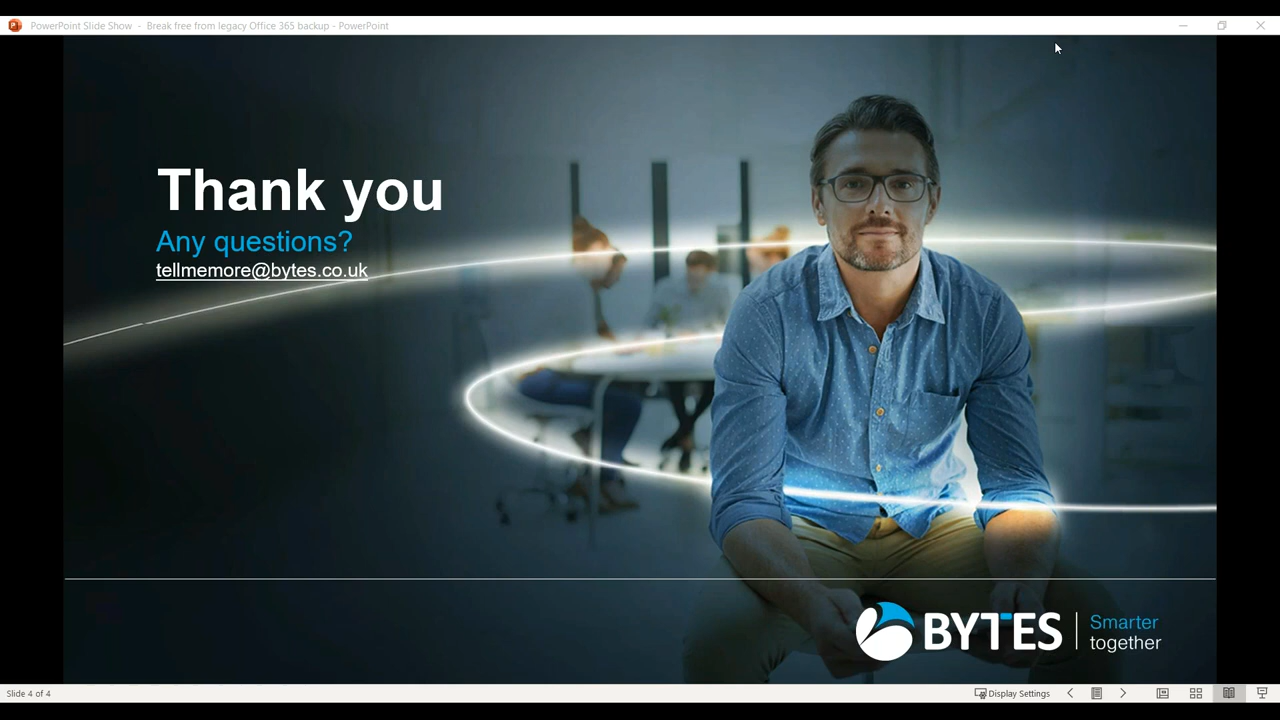 PowerPoint Slide Show - Break free from legacy Office 365 backup - PowerPoint
Thank you
Any questions?
tellmemore@bytes.co.uk
BYTES
Smarter
together
Slide 4 of 4
Display Settings